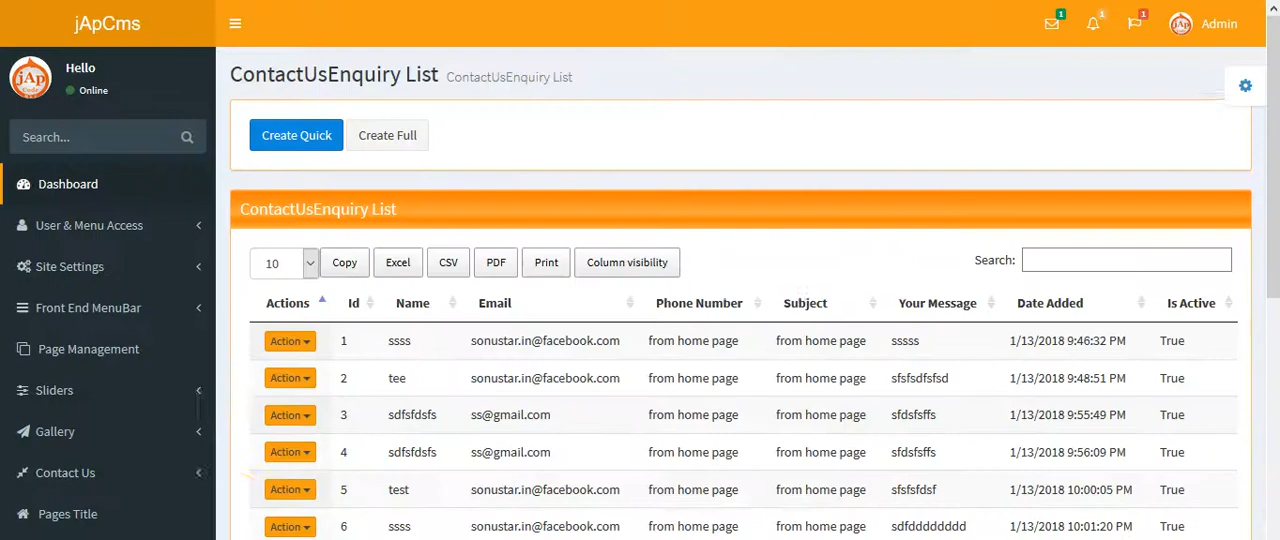 jApCms
1 1 1 Admin
jAp
Code
Hello
Online
Search...
Dashboard
User & Menu Access
Site Settings
Front End MenuBar
Page Management
Sliders
Gallery
Contact Us
Pages Title
ContactUsEnquiry List ContactUsEnquiry List
Create Quick Create Full
ContactUsEnquiry List
10 Copy Excel CSV PDF Print Column visibility Search:
Actions Id Name Email Phone Number Subject Your Message Date Added Is Active
Action 1 ssss sonustar.in@facebook.com from home page from home page sssss 1/13/2018 9:46:32 PM True
Action 2 tee sonustar.in@facebook.com from home page from home page sfsfsdfsfsd 1/13/2018 9:48:51 PM True
Action 3 sdfsfdsfs ss@gmail.com from home page from home page sfdsfsffs 1/13/2018 9:55:49 PM True
Action 4 sdfsfdsfs ss@gmail.com from home page from home page sfdsfsffs 1/13/2018 9:56:09 PM True
Action 5 test sonustar.in@facebook.com from home page from home page sfsfsfdsf 1/13/2018 10:00:05 PM True
Action 6 ssss sonustar.in@facebook.com from home page from home page sdfdddddddd 1/13/2018 10:01:20 PM True